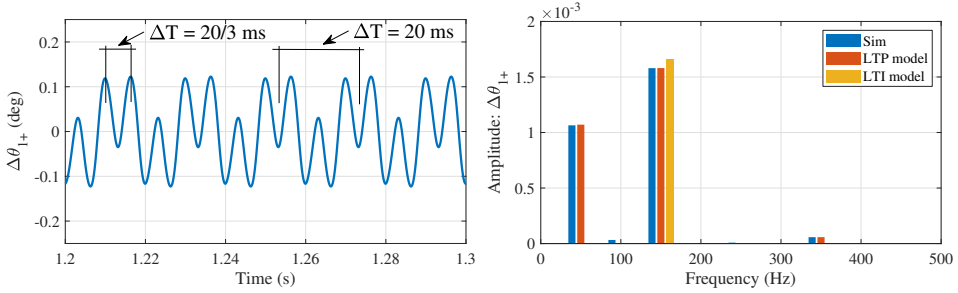 ΔT = 20/3 ms
ΔT = 20 ms
0.2
0.1
0
-0.1
-0.2
Δθ1+ (deg)
1.2
1.22
1.24
1.26
1.28
1.3
Time (s)
×10-3
2
1.5
1
0.5
0
Amplitude: Δθ1+
Sim
LTP model
LTI model
0
100
200
300
400
500
Frequency (Hz)